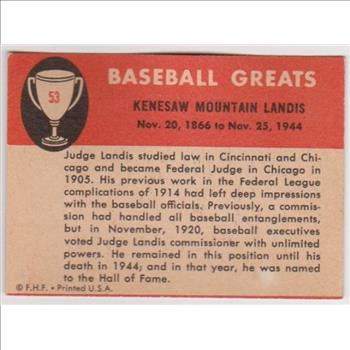 53
BASEBALL GREATS
KENESAW MOUNTAIN LANDIS
Nov. 20, 1866 to Nov. 25, 1944
Judge Landis studied law in Cincinnati and Chi-
cago and became Federal Judge in Chicago in
1905. His previous work in the Federal League
complications of 1914 had left deep impressions
with the baseball officials. Previously, a commis-
sion had handled all baseball entanglements,
but in November, 1920, baseball executives
voted Judge Landis commissioner with unlimited
powers. He remained in this position until his
death in 1944; and in that year, he was named
to the Hall of Fame.
© F.H.F. • Printed U.S.A.